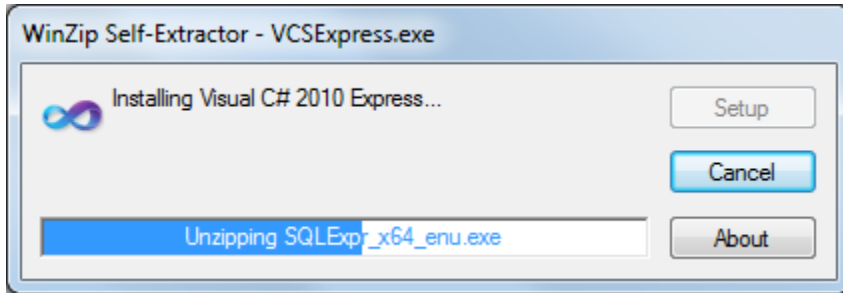 WinZip Self-Extractor - VCSExpress.exe
Installing Visual C# 2010 Express...
Setup
Cancel
Unzipping SQLExpr_x64_enu.exe
About